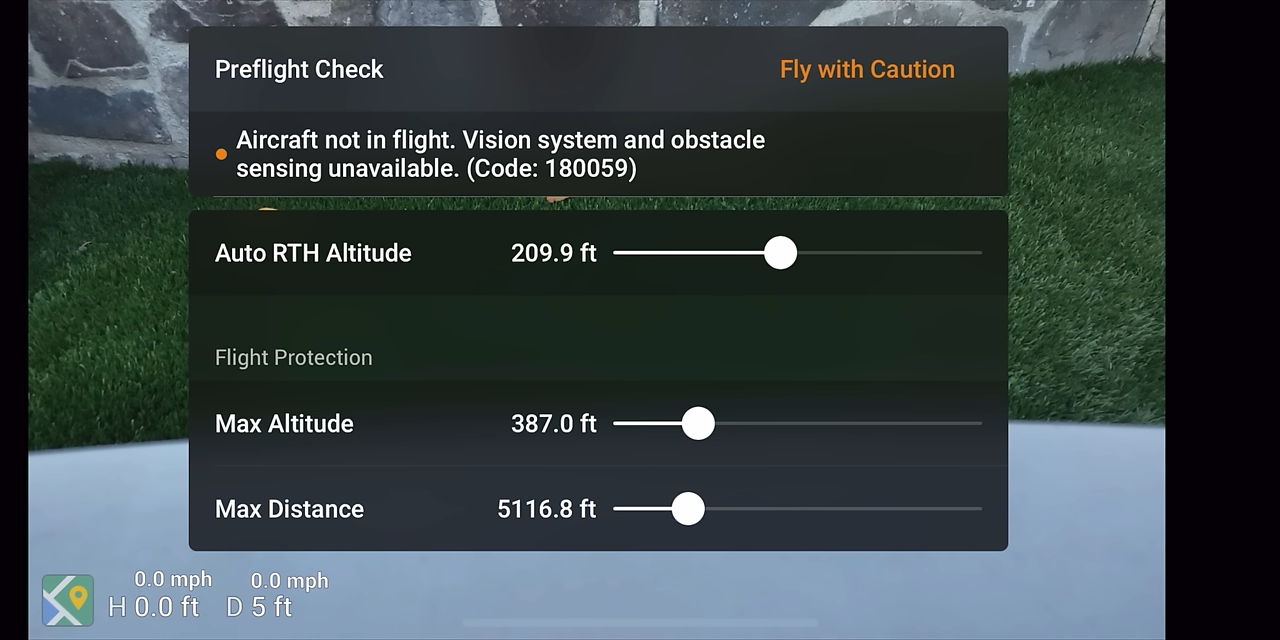 Preflight Check
Fly with Caution
Aircraft not in flight. Vision system and obstacle
sensing unavailable. (Code: 180059)
Auto RTH Altitude 209.9 ft
Flight Protection
Max Altitude 387.0 ft
Max Distance 5116.8 ft
0.0 mph 0.0 mph
H 0.0 ft D 5 ft